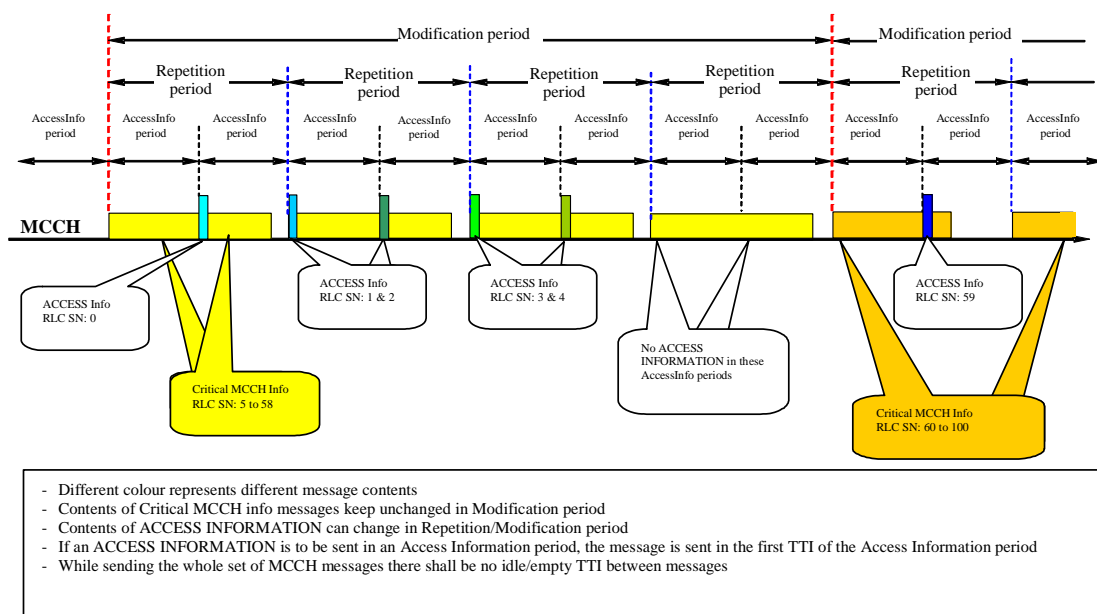 Modification period
Modification period
Repetition
period
Repetition
period
Repetition
period
Repetition
period
Repetition
period
AccessInfo
period
AccessInfo
period
AccessInfo
period
AccessInfo
period
AccessInfo
period
AccessInfo
period
AccessInfo
period
AccessInfo
period
AccessInfo
period
AccessInfo
period
AccessInfo
period
AccessInfo
period
MCCH
ACCESS Info
RLC SN: 0
ACCESS Info
RLC SN: 1 & 2
ACCESS Info
RLC SN: 3 & 4
No ACCESS
INFORMATION in these
AccessInfo periods
ACCESS Info
RLC SN: 59
Critical MCCH Info
RLC SN: 5 to 58
Critical MCCH Info
RLC SN: 60 to 100
- Different colour represents different message contents
- Contents of Critical MCCH info messages keep unchanged in Modification period
- Contents of ACCESS INFORMATION can change in Repetition/Modification period
- If an ACCESS INFORMATION is to be sent in an Access Information period, the message is sent in the first TTI of the Access Information period
- While sending the whole set of MCCH messages there shall be no idle/empty TTI between messages